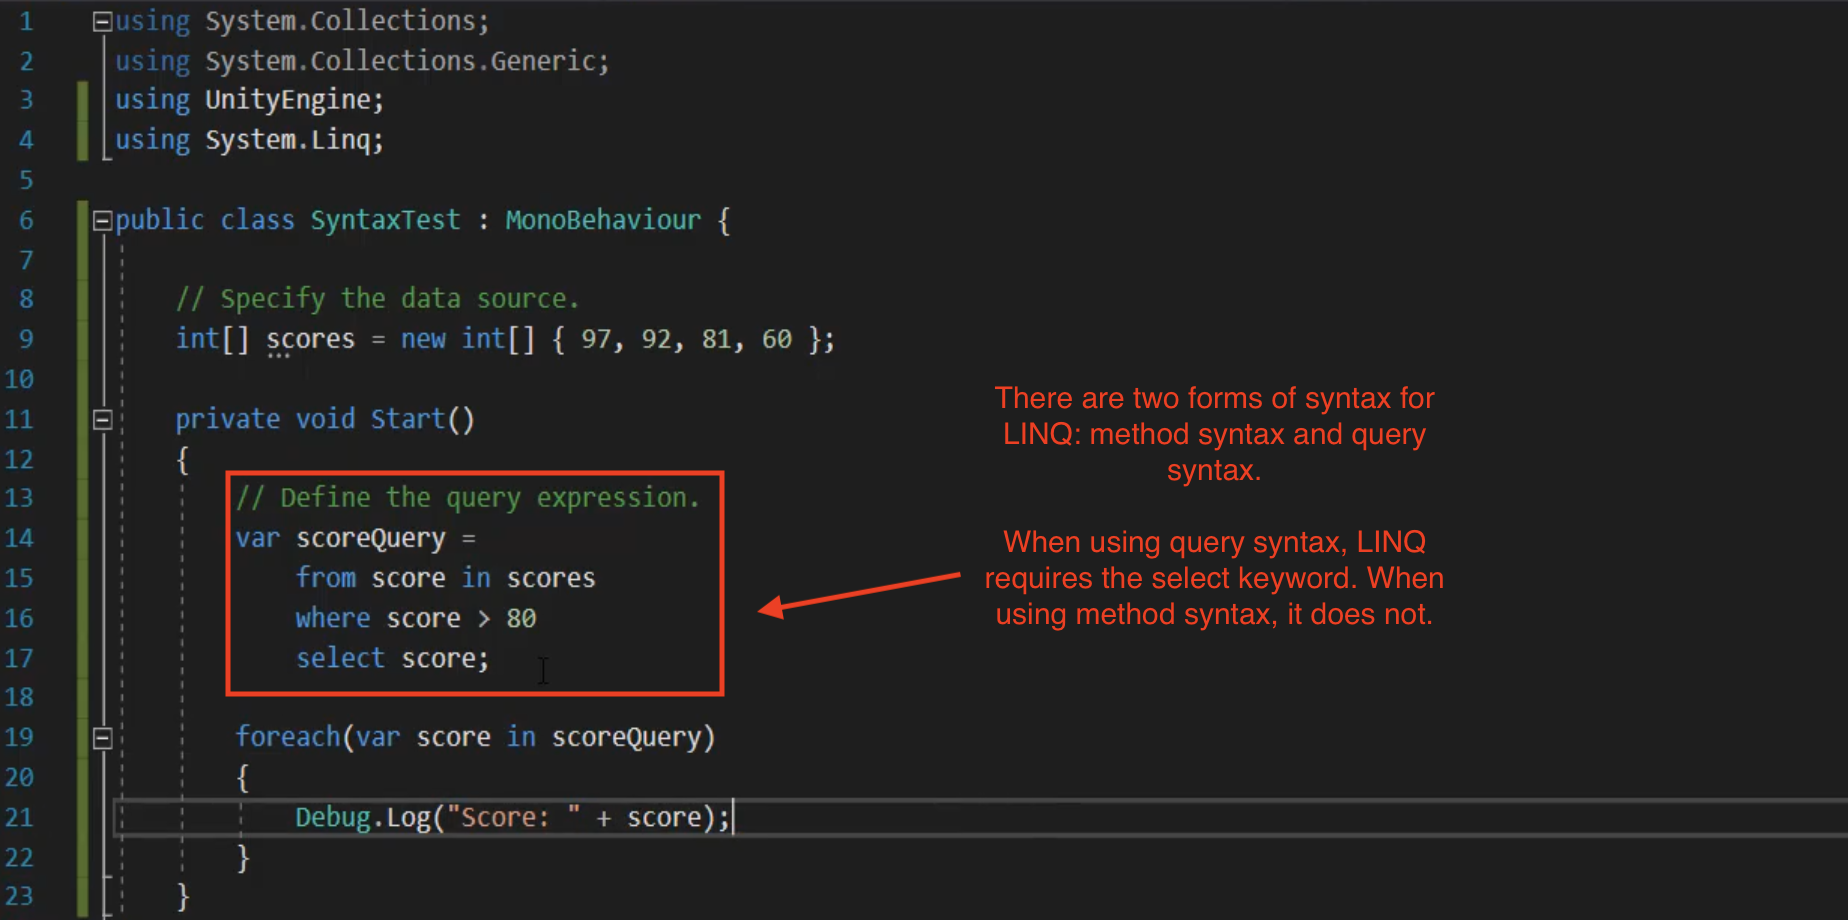 1 using System.Collections;
2 using System.Collections.Generic;
3 using UnityEngine;
4 using System.Linq;
5
6 public class SyntaxTest : MonoBehaviour {
7
8 // Specify the data source.
9 int[] scores = new int[] { 97, 92, 81, 60 };
10
11 private void Start()
12 {
13 // Define the query expression.
14 var scoreQuery =
15 from score in scores
16 where score > 80
17 select score;
18
19 foreach(var score in scoreQuery)
20 {
21 Debug.Log("Score: " + score);
22 }
23 }
There are two forms of syntax for
LINQ: method syntax and query
syntax.
When using query syntax, LINQ
requires the select keyword. When
using method syntax, it does not.